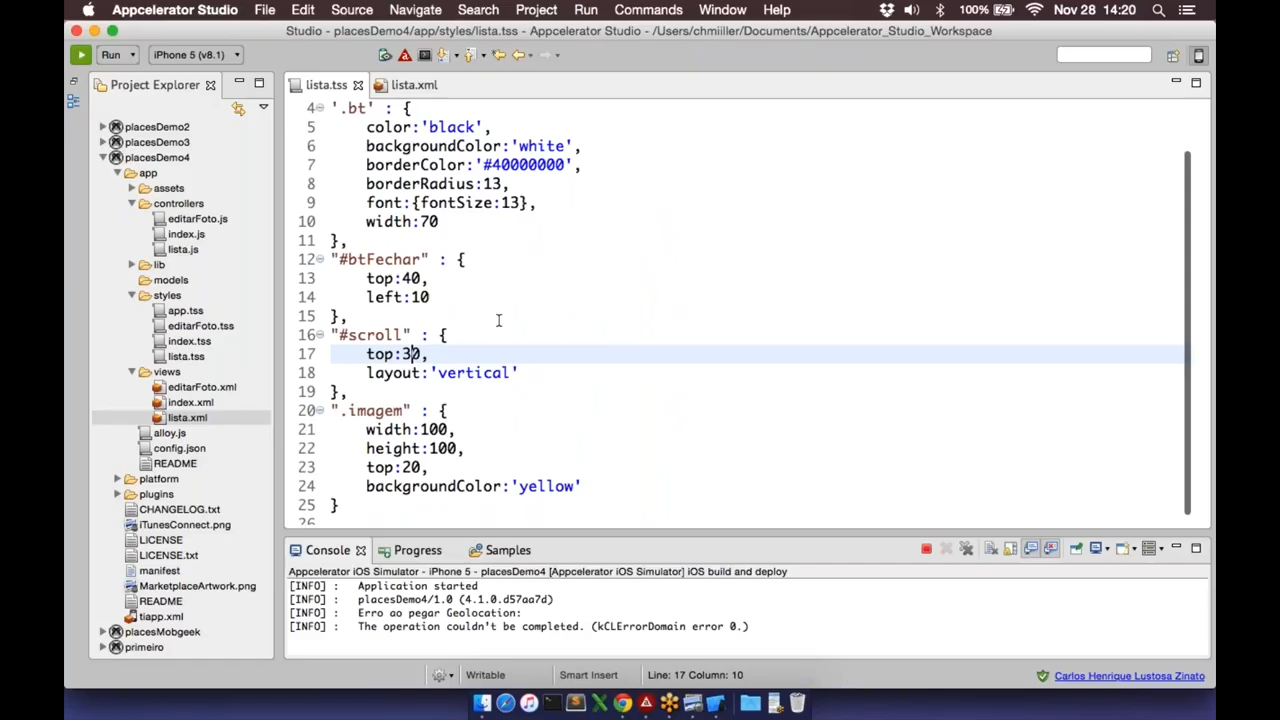 Appcelerator Studio File Edit Source Navigate Search Project Run Commands Window Help 100% Nov 28 14:20
Studio - placesDemo4/app/styles/lista.tss - Appcelerator Studio - /Users/chmiiller/Documents/Appcelerator_Studio_Workspace
Run iPhone 5 (v8.1)
Project Explorer
placesDemo2
placesDemo3
placesDemo4
app
assets
controllers
editarFoto.js
index.js
lista.js
lib
models
styles
app.tss
editarFoto.tss
index.tss
lista.tss
views
editarFoto.xml
index.xml
lista.xml
alloy.js
config.json
README
platform
plugins
CHANGELOG.txt
iTunesConnect.png
LICENSE
LICENSE.txt
manifest
MarketplaceArtwork.png
README
tiapp.xml
placesMobgeek
primeiro
lista.tss lista.xml
4 '.bt' : {
5 color:'black',
6 backgroundColor:'white',
7 borderColor:'#40000000',
8 borderRadius:13,
9 font:{fontSize:13},
10 width:70
11 },
12 "#btFechar" : {
13 top:40,
14 left:10
15 },
16 "#scroll" : {
17 top:30,
18 layout:'vertical'
19 },
20 ".imagem" : {
21 width:100,
22 height:100,
23 top:20,
24 backgroundColor:'yellow'
25 }
26
Console Progress Samples
Appcelerator iOS Simulator - iPhone 5 - placesDemo4 [Appcelerator iOS Simulator] iOS build and deploy
[INFO] : Application started
[INFO] : placesDemo4/1.0 (4.1.0.d57aa7d)
[INFO] : Erro ao pegar Geolocation:
[INFO] : The operation couldn't be completed. (kCLErrorDomain error 0.)
Writable Smart Insert Line: 17 Column: 10 Carlos Henrique Lustosa Zinato